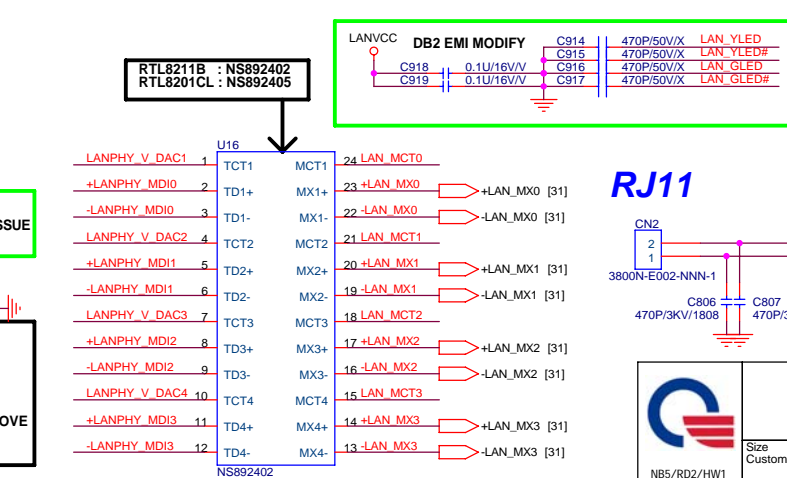 LANVCC
DB2 EMI MODIFY
C914 470P/50V/X LAN_YLED
C915 470P/50V/X LAN_YLED#
C918 0.1U/16V/V C916 470P/50V/X LAN_GLED
C919 0.1U/16V/V C917 470P/50V/X LAN_GLED#
RTL8211B : NS892402
RTL8201CL : NS892405
U16
LANPHY_V_DAC1 1 TCT1 MCT1 24 LAN_MCT0
+LANPHY_MDI0 2 TD1+ MX1+ 23 +LAN_MX0 +LAN_MX0 [31]
-LANPHY_MDI0 3 TD1- MX1- 22 -LAN_MX0 -LAN_MX0 [31]
LANPHY_V_DAC2 4 TCT2 MCT2 21 LAN_MCT1
+LANPHY_MDI1 5 TD2+ MX2+ 20 +LAN_MX1 +LAN_MX1 [31]
-LANPHY_MDI1 6 TD2- MX2- 19 -LAN_MX1 -LAN_MX1 [31]
LANPHY_V_DAC3 7 TCT3 MCT3 18 LAN_MCT2
+LANPHY_MDI2 8 TD3+ MX3+ 17 +LAN_MX2 +LAN_MX2 [31]
-LANPHY_MDI2 9 TD3- MX3- 16 -LAN_MX2 -LAN_MX2 [31]
LANPHY_V_DAC4 10 TCT4 MCT4 15 LAN_MCT3
+LANPHY_MDI3 11 TD4+ MX4+ 14 +LAN_MX3 +LAN_MX3 [31]
-LANPHY_MDI3 12 TD4- MX4- 13 -LAN_MX3 -LAN_MX3 [31]
NS892402
SSUE
OVE
RJ11
CN2
2
1
3800N-E002-NNN-1
C806 C807
470P/3KV/1808 470P/3
Size
Custom
NB5/RD2/HW1